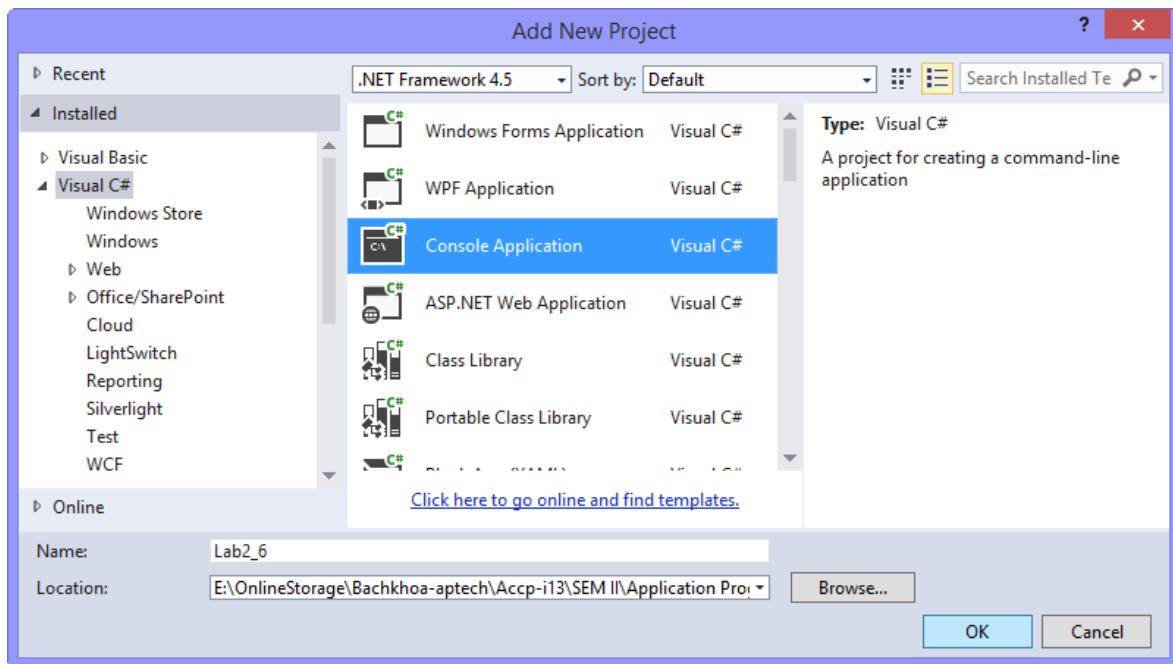 Add New Project
?
Recent
Installed
Visual Basic
Visual C#
Windows Store
Windows
Web
Office/SharePoint
Cloud
LightSwitch
Reporting
Silverlight
Test
WCF
Online
.NET Framework 4.5 Sort by: Default
Search Installed Te
C# Windows Forms Application Visual C#
C# WPF Application Visual C#
C# C:\ Console Application Visual C#
C# ASP.NET Web Application Visual C#
C# Class Library Visual C#
C# Portable Class Library Visual C#
C#
Click here to go online and find templates.
Type: Visual C#
A project for creating a command-line
application
Name: Lab2_6
Location: E:\OnlineStorage\Bachkhoa-aptech\Accp-i13\SEM II\Application Pro
Browse...
OK Cancel